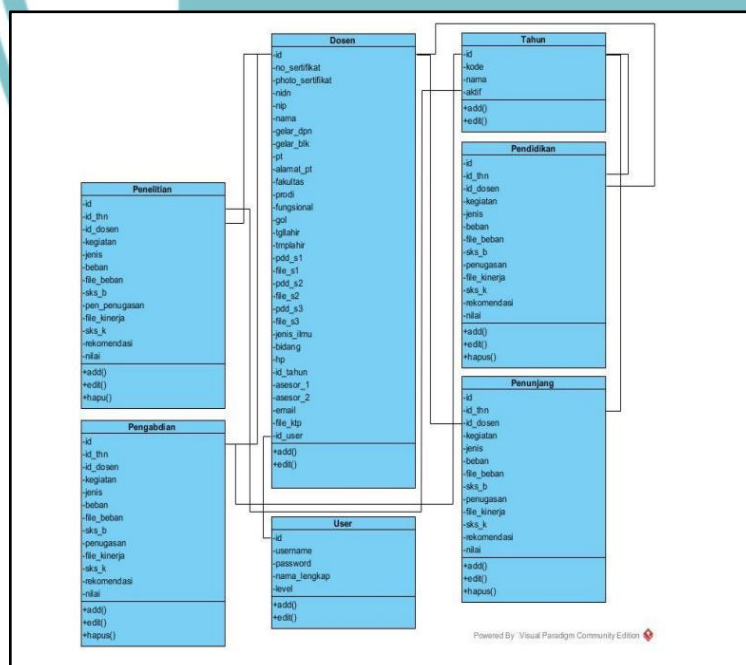 Dosen
-id
-no_sertifikat
-photo_sertifikat
-nidn
-nip
-nama
-gelar_dpn
-gelar_blk
-pt
-alamat_pt
-fakultas
-prodi
-fungsional
-gol
-tgllahir
-tmplahir
-pdd_s1
-file_s1
-pdd_s2
-file_s2
-pdd_s3
-file_s3
-jenis_ilmu
-bidang
-hp
-id_tahun
-asesor_1
-asesor_2
-email
-file_ktp
-id_user
+add()
+edit()
Tahun
-id
-kode
-nama
-aktif
+add()
+edit()
Pendidikan
-id
-id_thn
-id_dosen
-kegiatan
-jenis
-beban
-file_beban
-sks_b
-penugasan
-file_kinerja
-sks_k
-rekomendasi
-nilai
+add()
+edit()
+hapus()
Penelitian
-id
-id_thn
-id_dosen
-kegiatan
-jenis
-beban
-file_beban
-sks_b
-pen_penugasan
-file_kinerja
-sks_k
-rekomendasi
-nilai
+add()
+edit()
+hapu()
Penunjang
-id
-id_thn
-id_dosen
-kegiatan
-jenis
-beban
-file_beban
-sks_b
-penugasan
-file_kinerja
-sks_k
-rekomendasi
-nilai
+add()
+edit()
+hapus()
Pengabdian
-id
-id_thn
-id_dosen
-kegiatan
-jenis
-beban
-file_beban
-sks_b
-penugasan
-file_kinerja
-sks_k
-rekomendasi
-nilai
+add()
+edit()
+hapus()
User
-id
-username
-password
-nama_lengkap
-level
+add()
+edit()
Powered By Visual Paradigm Community Edition